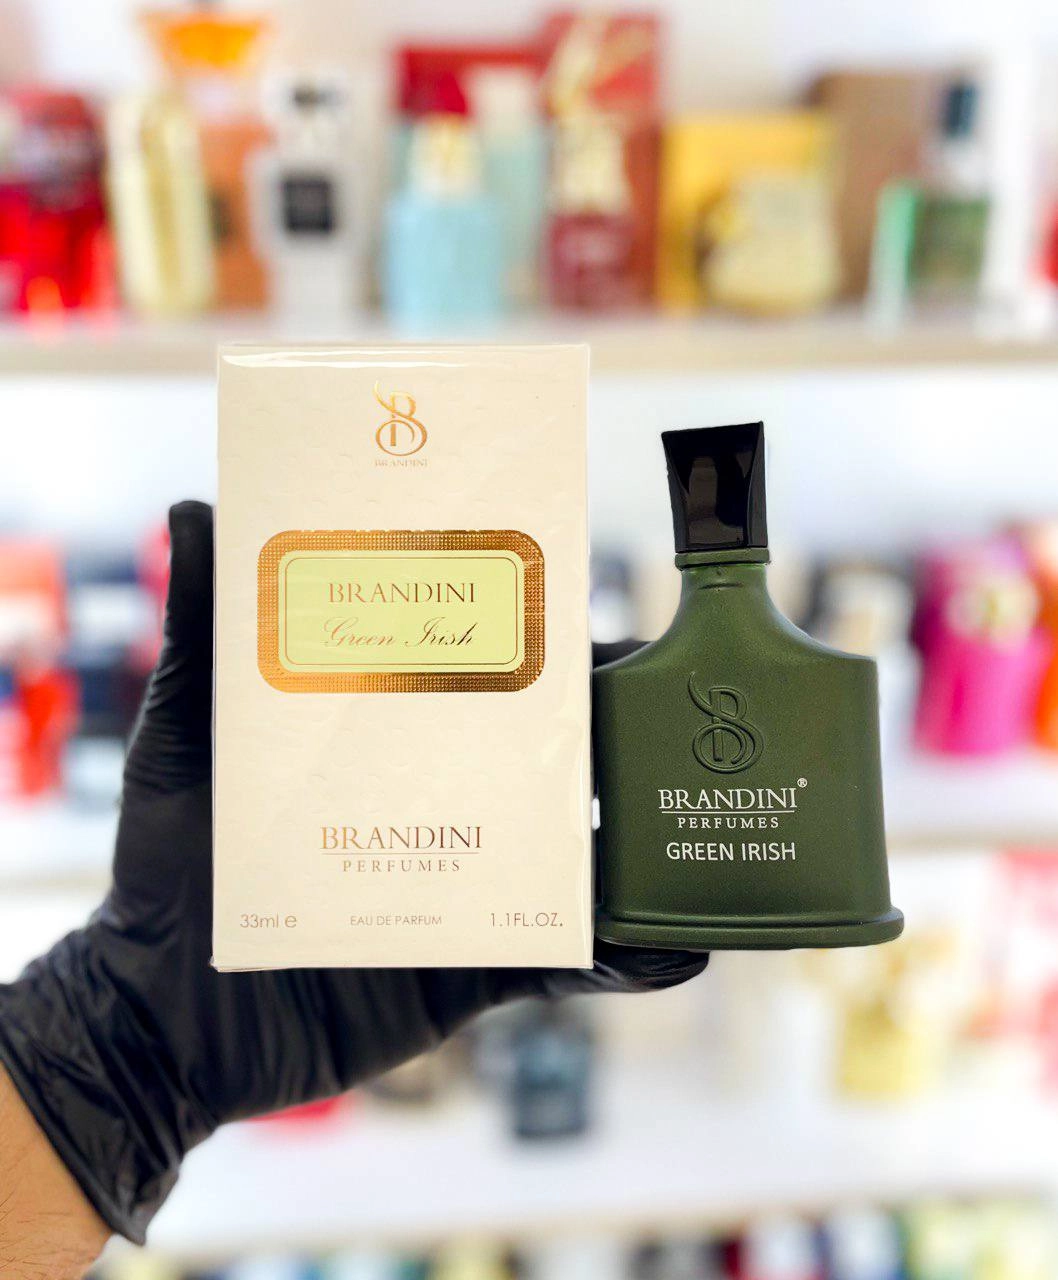 BRANDINI
BRANDINI
Green Irish
BRANDINI
PERFUMES
33ml e
EAU DE PARFUM
1.1FL.OZ.
BRANDINI®
PERFUMES
GREEN IRISH